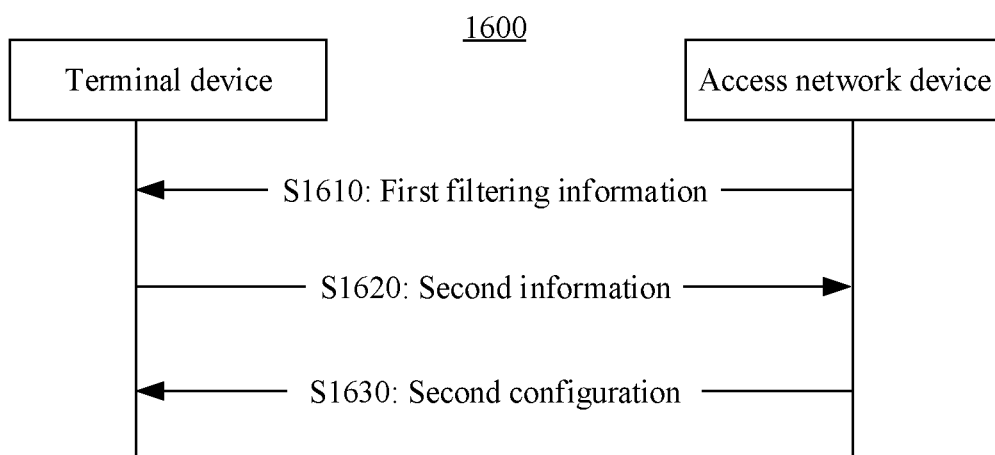 1600
Terminal device
Access network device
S1610: First filtering information
S1620: Second information
S1630: Second configuration